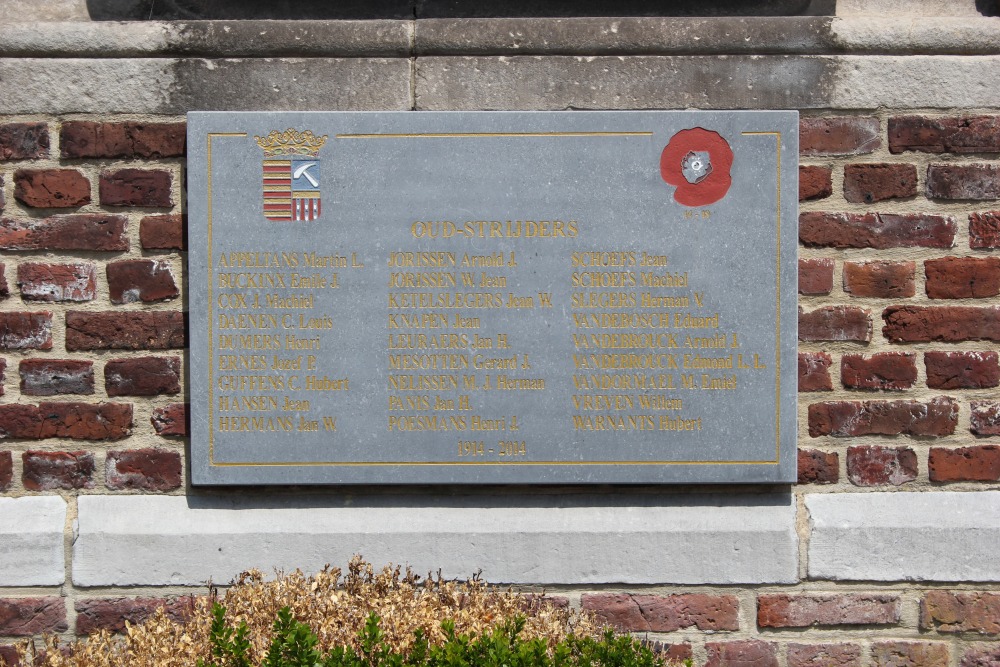 14 - 18
OUD-STRIJDERS
APPELTANS Martin L.
BUCKINX Emile J.
COX J. Machiel
DAENEN C. Louis
DUMERS Henri
ERNES Jozef P.
GUFFENS C. Hubert
HANSEN Jean
HERMANS Jan W.
JORISSEN Arnold J.
JORISSEN W. Jean
KETELSLEGERS Jean W.
KNAPEN Jean
LEURAERS Jan H.
MESOTTEN Gerard J.
NELISSEN M. J. Herman
PANIS Jan H.
POESMANS Henri J.
SCHOEFS Jean
SCHOEFS Machiel
SLEGERS Herman V.
VANDEBOSCH Eduard
VANDEBROUCK Arnold J.
VANDEBROUCK Edmond L. L.
VANDORMAEL M. Ernest
VREVEN Willem
WARNANTS Hubert
1914 - 2014